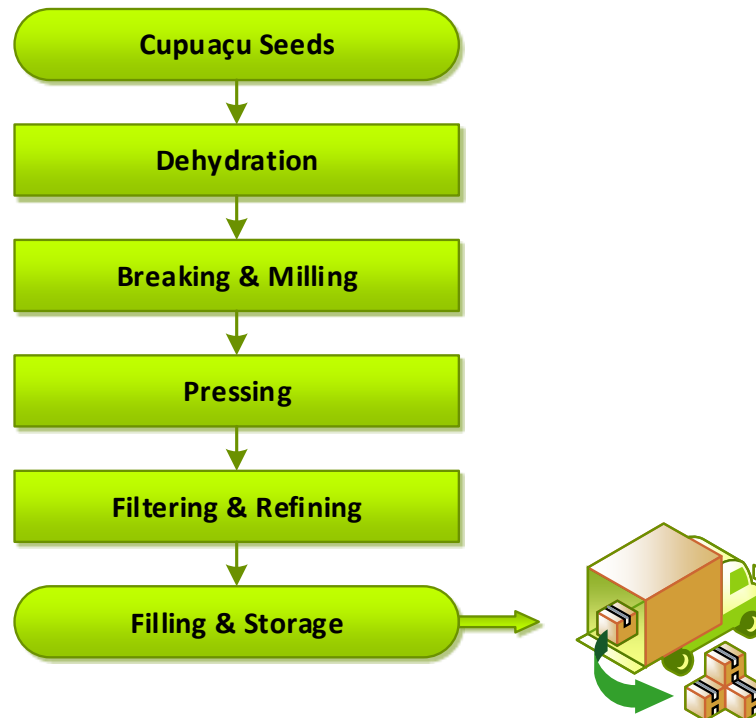 Cupuaçu Seeds
Dehydration
Breaking & Milling
Pressing
Filtering & Refining
Filling & Storage